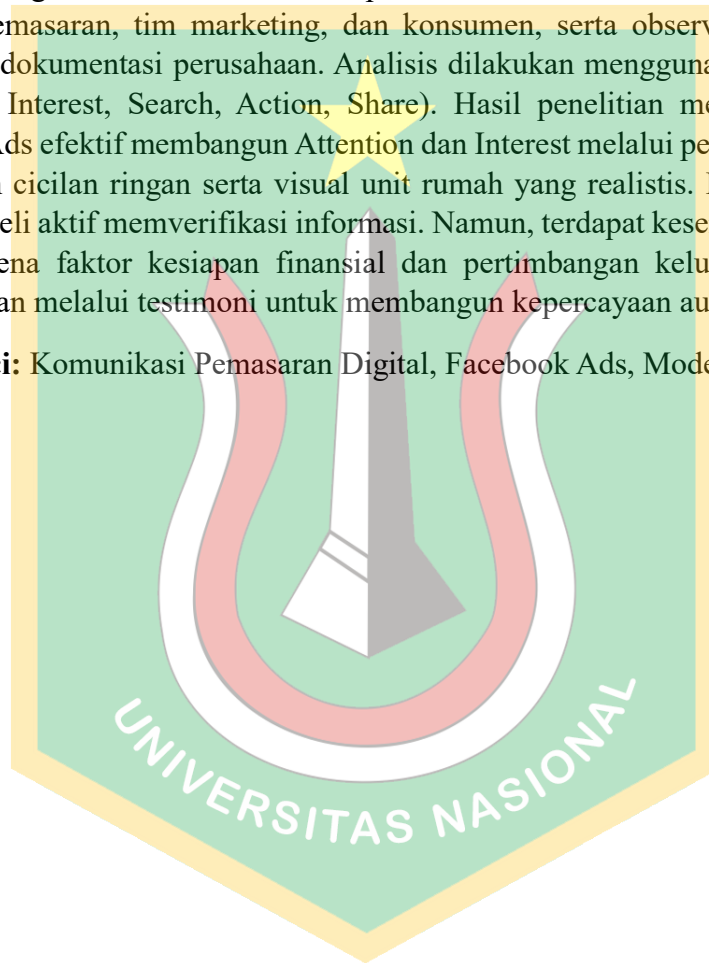 emasaran, tim marketing, dan konsumen, serta observ
dokumentasi perusahaan. Analisis dilakukan mengguna
Interest, Search, Action, Share). Hasil penelitian me
Ads efektif membangun Attention dan Interest melalui pe
cicilan ringan serta visual unit rumah yang realistis.
eli aktif memverifikasi informasi. Namun, terdapat kese
ena faktor kesiapan finansial dan pertimbangan kelu
an melalui testimoni untuk membangun kepercayaan au
ci: Komunikasi Pemasaran Digital, Facebook Ads, Mode
UNIVERSITAS NASIONAL